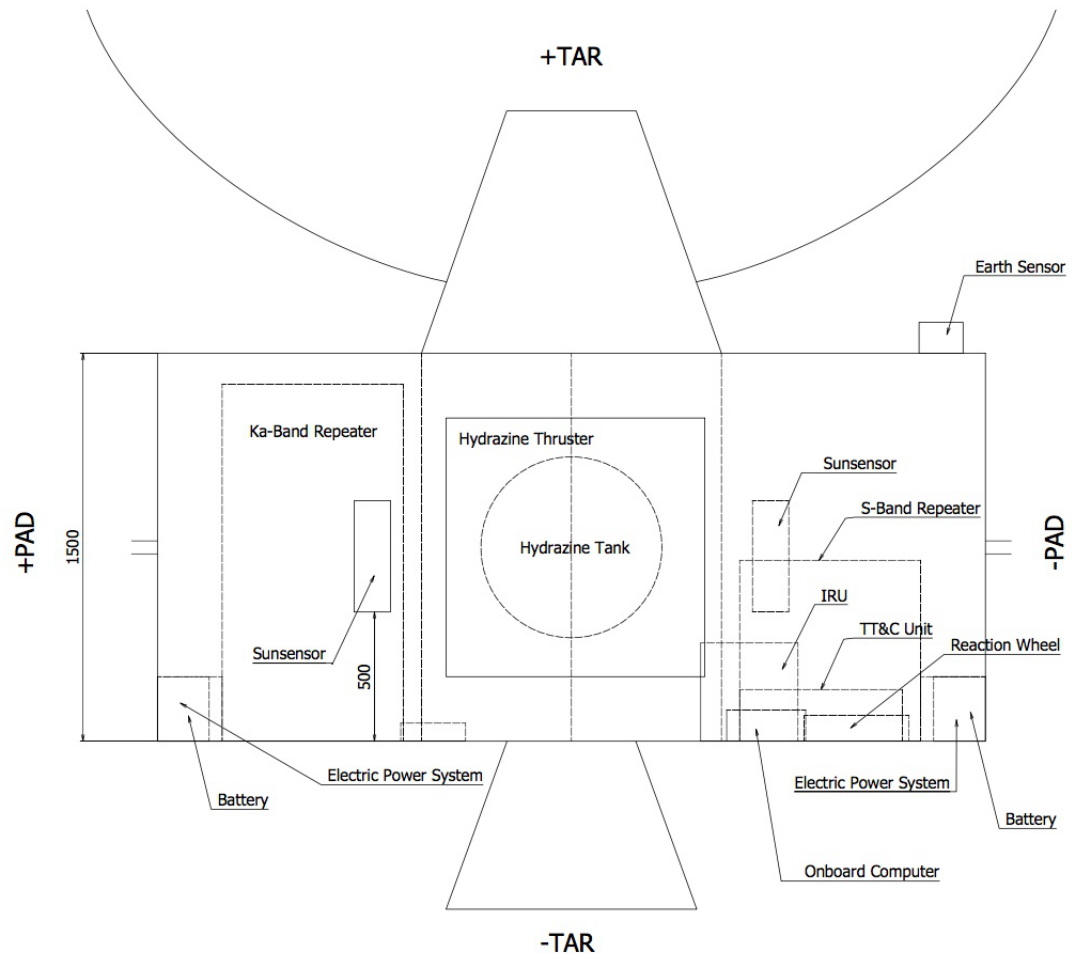 +TAR
Earth Sensor
Ka-Band Repeater
Hydrazine Thruster
Sunsensor
S-Band Repeater
+PAD
1500
Hydrazine Tank
-PAD
IRU
TT&C Unit
Reaction Wheel
Sunsensor
500
Electric Power System
Battery
Electric Power System
Battery
Onboard Computer
-TAR